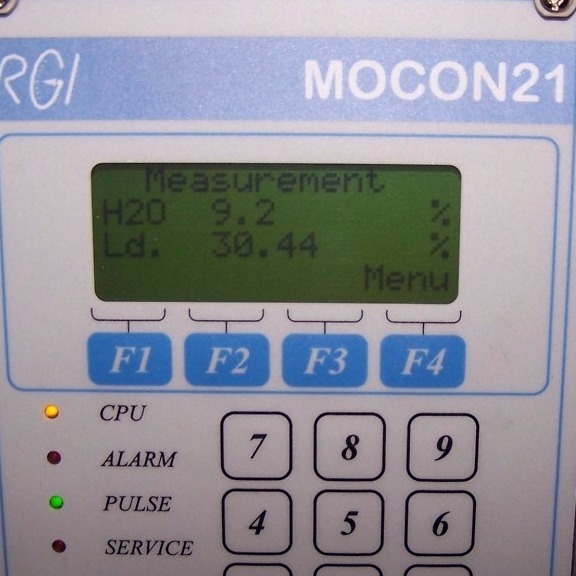 RGI MOCON21
Measurement
H2O 9.2 %
Ld. 30.44 %
Menu
F1 F2 F3 F4
CPU
ALARM
PULSE
SERVICE
7 8 9
4 5 6